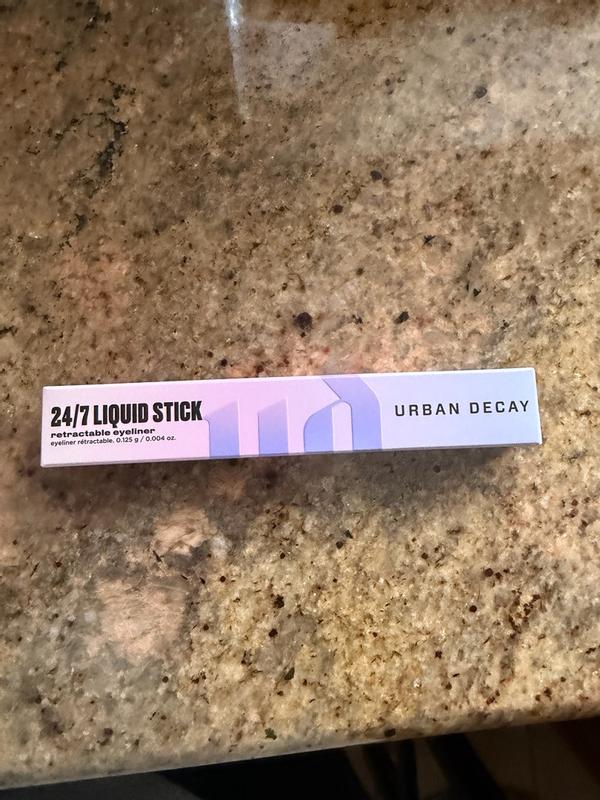 24/7 LIQUID STICK
retractable eyeliner
eyeliner rétractable. 0.125 g / 0.004 oz.
URBAN DECAY